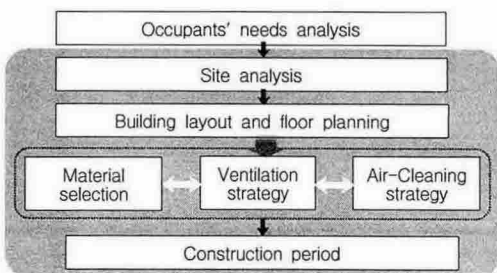 Occupants' needs analysis
Site analysis
Building layout and floor planning
Material
selection
Ventilation
strategy
Air-Cleaning
strategy
Construction period